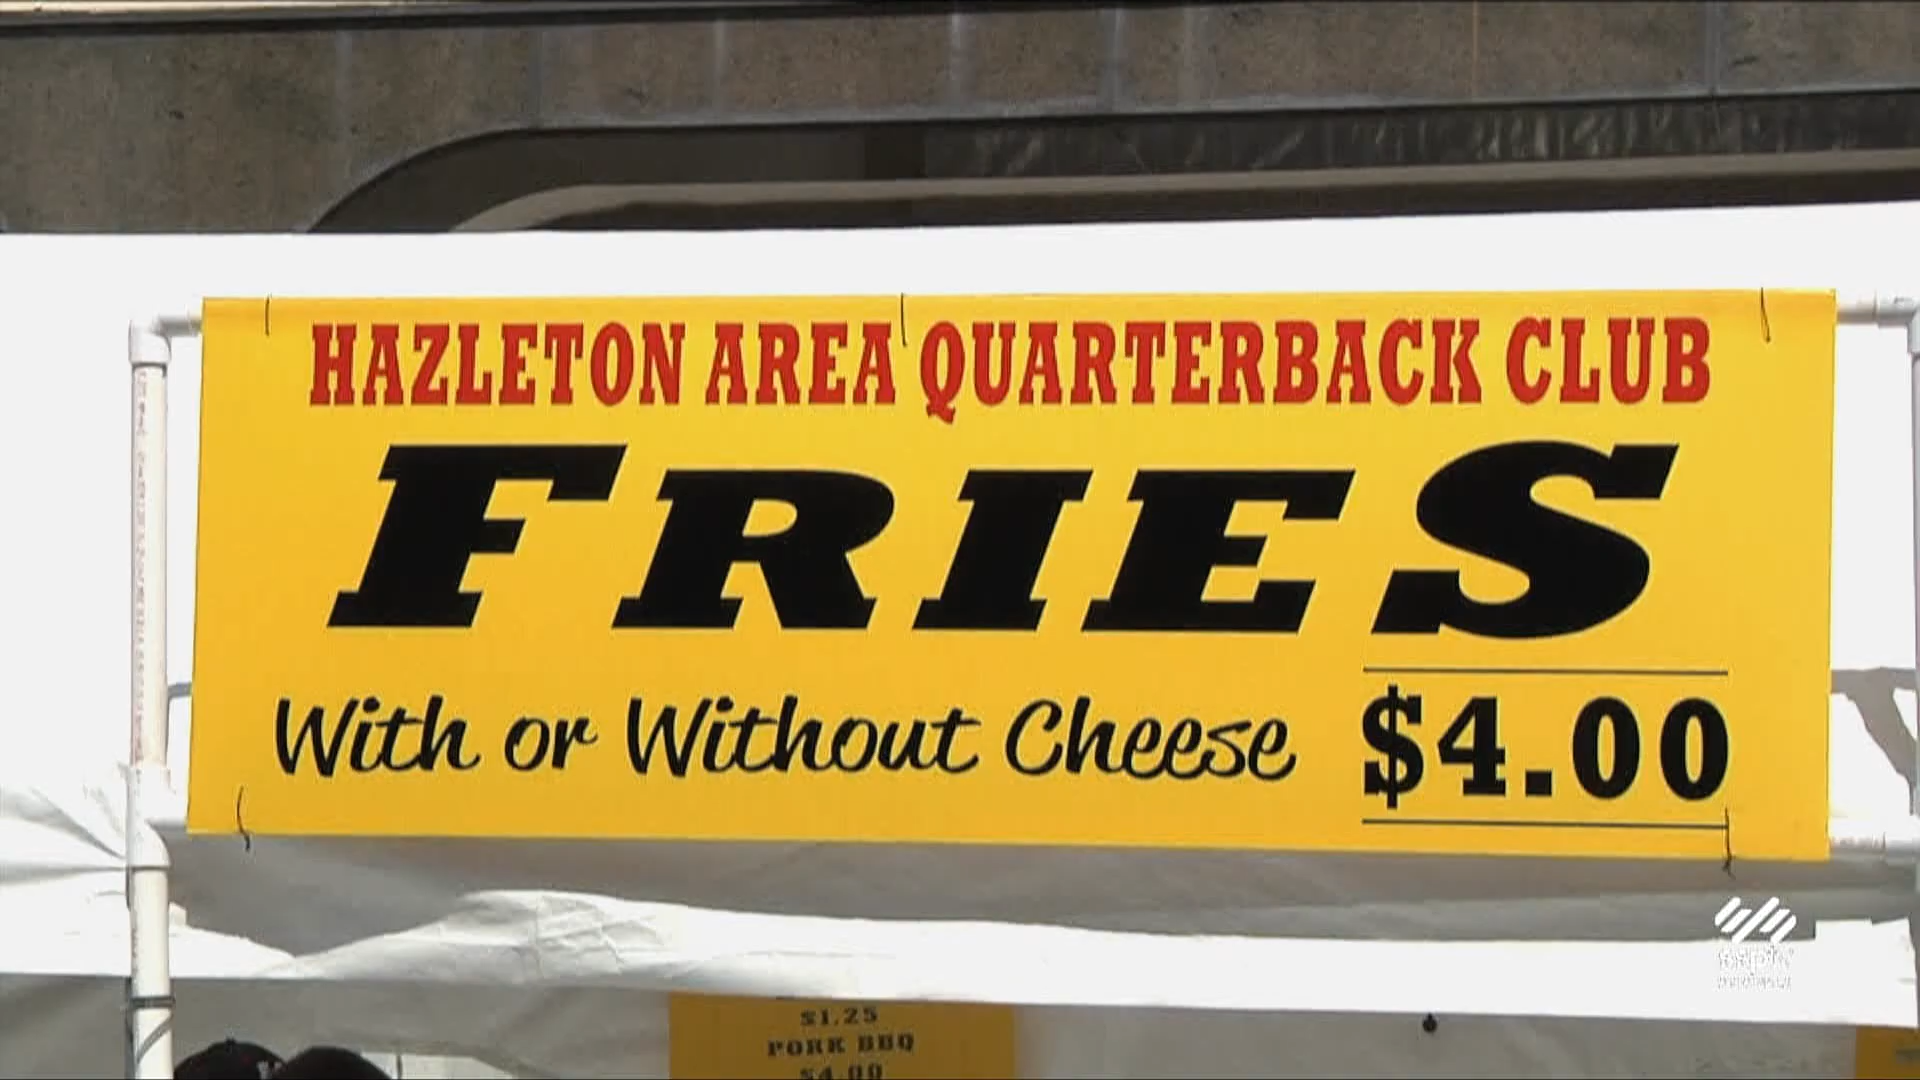 HAZLETON AREA QUARTERBACK CLUB
FRIES
With or Without Cheese $4.00
$1.25
PORK BBQ
$4.00